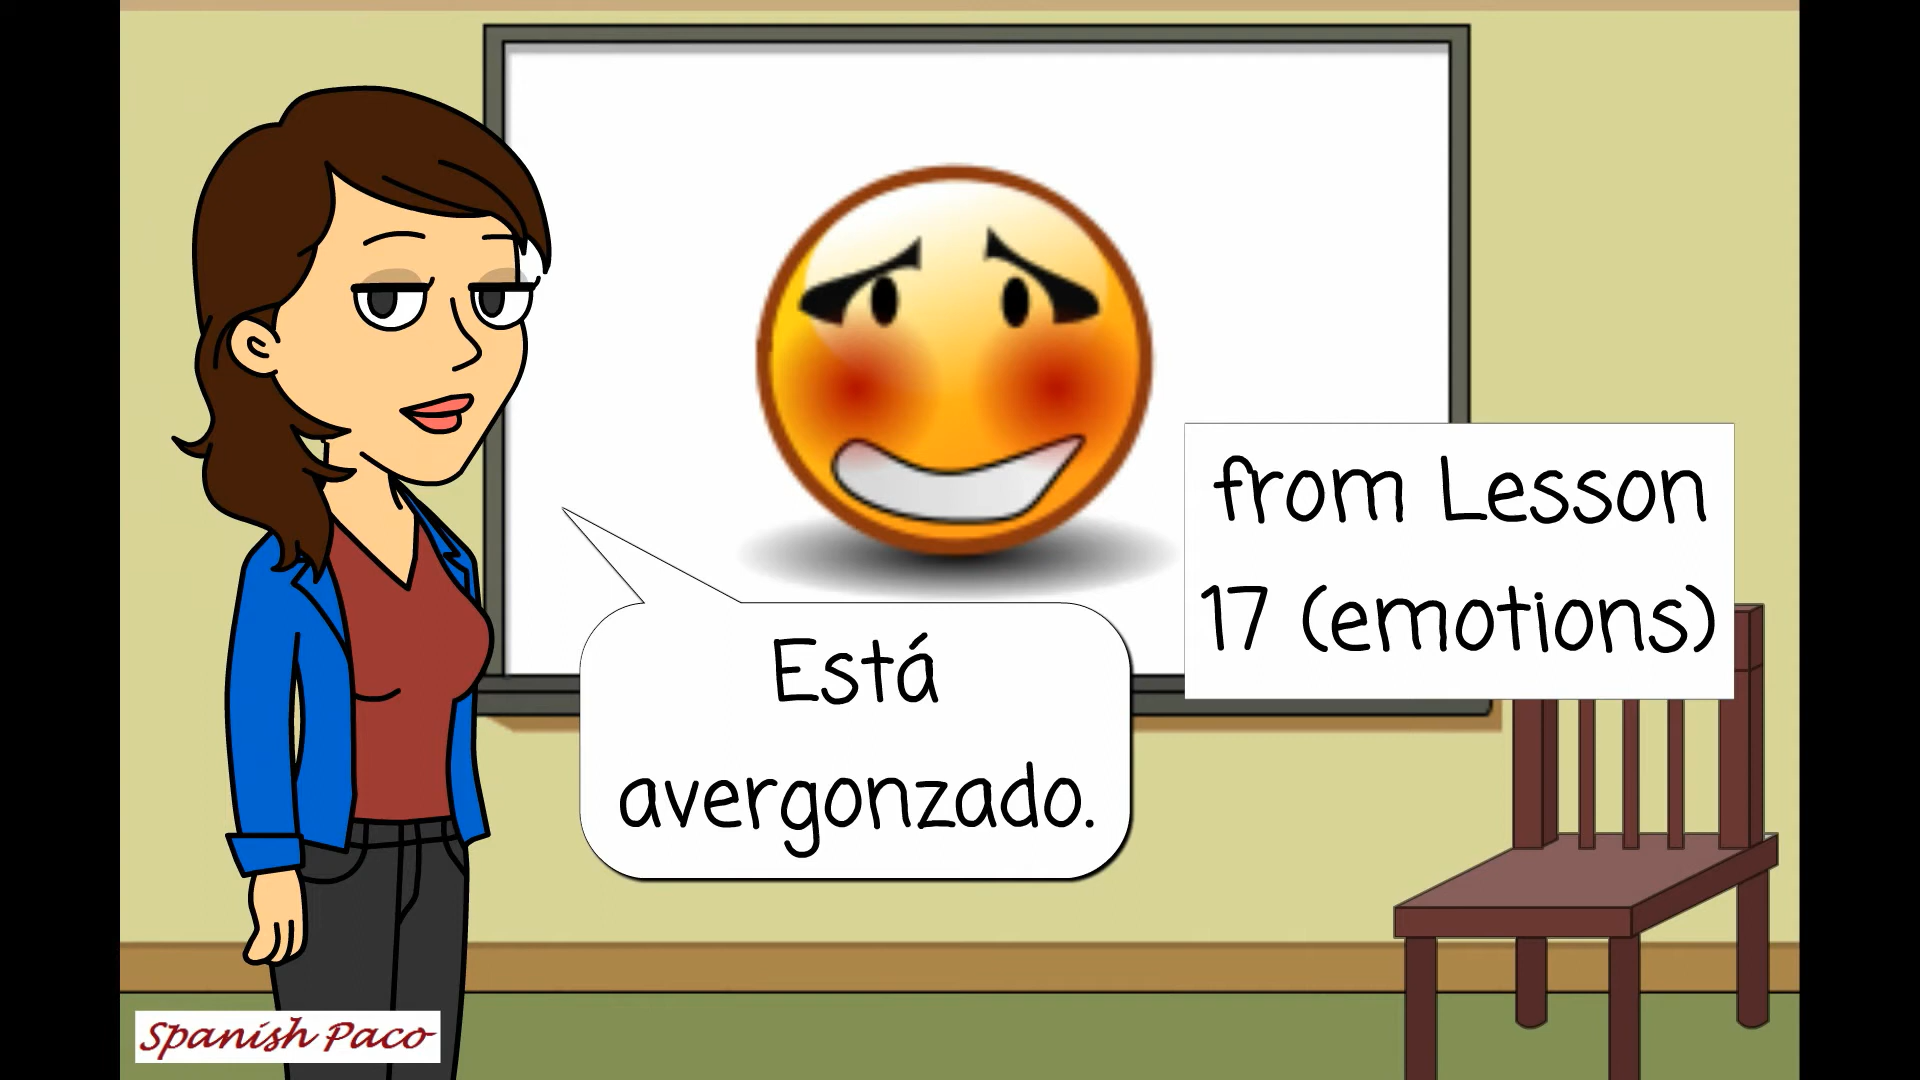 from Lesson
17 (emotions)
Está
avergonzado.
Spanish Paco